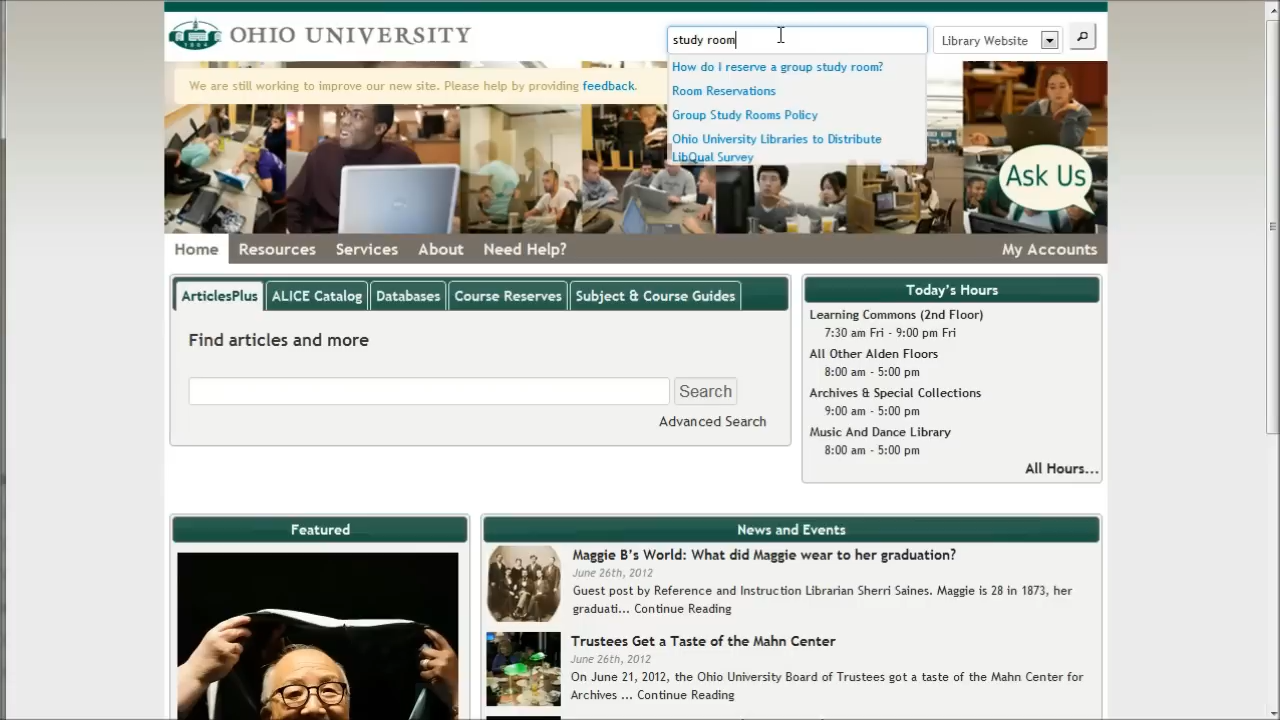 OHIO UNIVERSITY
study room
Library Website
How do I reserve a group study room?
Room Reservations
Group Study Rooms Policy
Ohio University Libraries to Distribute
LibQual Survey
We are still working to improve our new site. Please help by providing feedback.
Ask Us
Home Resources Services About Need Help? My Accounts
ArticlesPlus ALICE Catalog Databases Course Reserves Subject & Course Guides
Find articles and more
Search
Advanced Search
Today's Hours
Learning Commons (2nd Floor)
7:30 am Fri - 9:00 pm Fri
All Other Alden Floors
8:00 am - 5:00 pm
Archives & Special Collections
9:00 am - 5:00 pm
Music And Dance Library
8:00 am - 5:00 pm
All Hours...
Featured
News and Events
Maggie B's World: What did Maggie wear to her graduation?
June 26th, 2012
Guest post by Reference and Instruction Librarian Sherri Saines. Maggie is 28 in 1873, her
graduati... Continue Reading
Trustees Get a Taste of the Mahn Center
June 26th, 2012
On June 21, 2012, the Ohio University Board of Trustees got a taste of the Mahn Center for
Archives ... Continue Reading